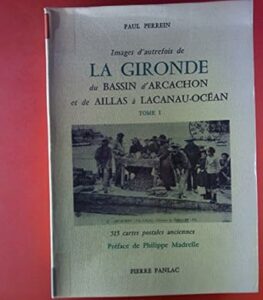 PAUL PERREIN
Images d'autrefois de
LA GIRONDE
du BASSIN d'ARCACHON
et de AILLAS à LACANAU-OCÉAN
TOME I
515 cartes postales anciennes
Préface de Philippe Madrelle
PIERRE FANLAC